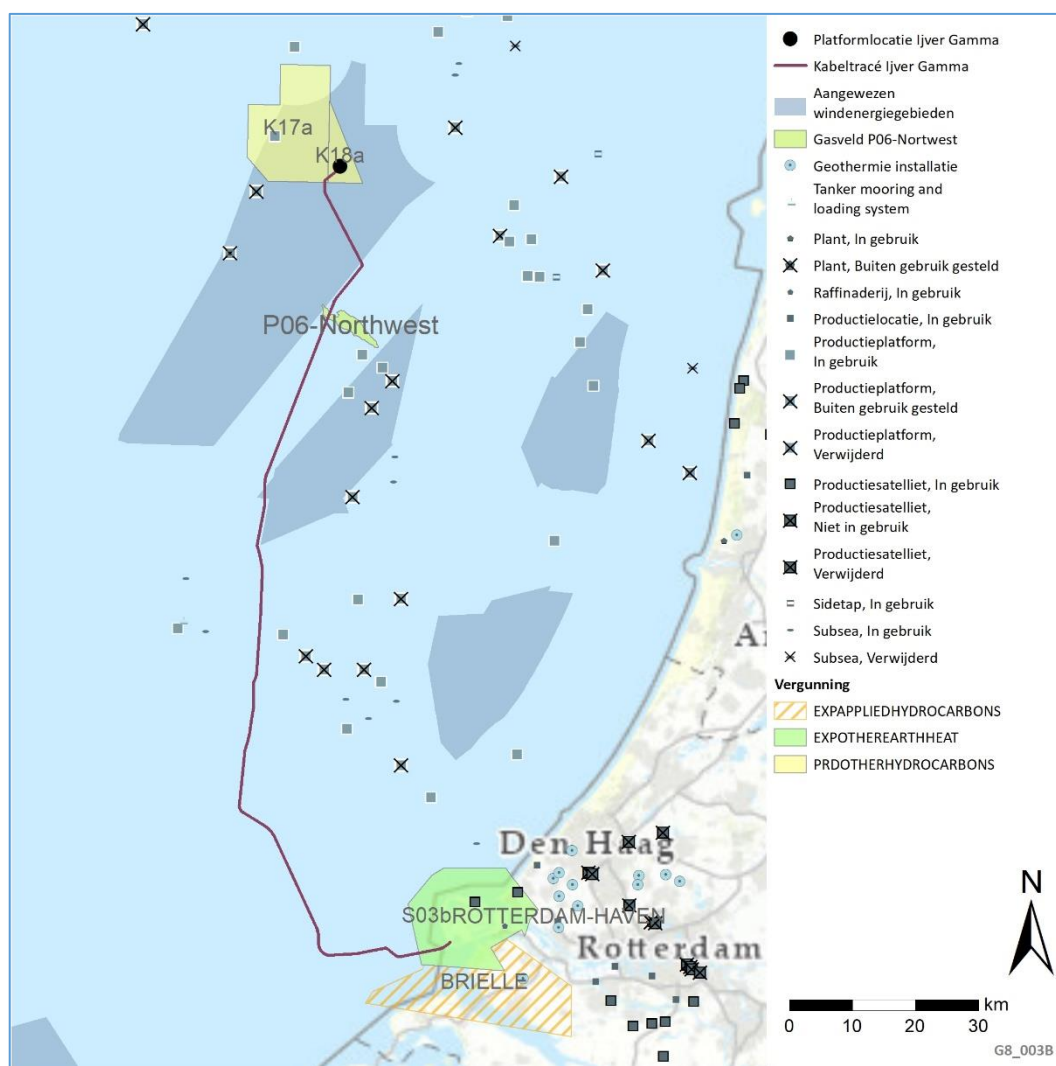 K17a
K18a
P06-Northwest
Den Haag
S03bROTTERDAM-HAVEN
Rotterdam
BRIELLE
Platformlocatie Ijver Gamma
Kabeltracé Ijver Gamma
Aangewezen
windenergiegebieden
Gasveld P06-Nortwest
Geothermie installatie
Tanker mooring and
loading system
Plant, In gebruik
Plant, Buiten gebruik gesteld
Raffinaderij, In gebruik
Productielocatie, In gebruik
Productieplatform,
In gebruik
Productieplatform,
Buiten gebruik gesteld
Productieplatform,
Verwijderd
Productiesatelliet, In gebruik
Productiesatelliet,
Niet in gebruik
Productiesatelliet,
Verwijderd
Sidetap, In gebruik
Subsea, In gebruik
Subsea, Verwijderd
Vergunning
EXPAPPLIEDHYDROCARBONS
EXPOTHEREARTHHEAT
PRDOTHERHYDROCARBONS
N
km
0 10 20 30
G8_003B